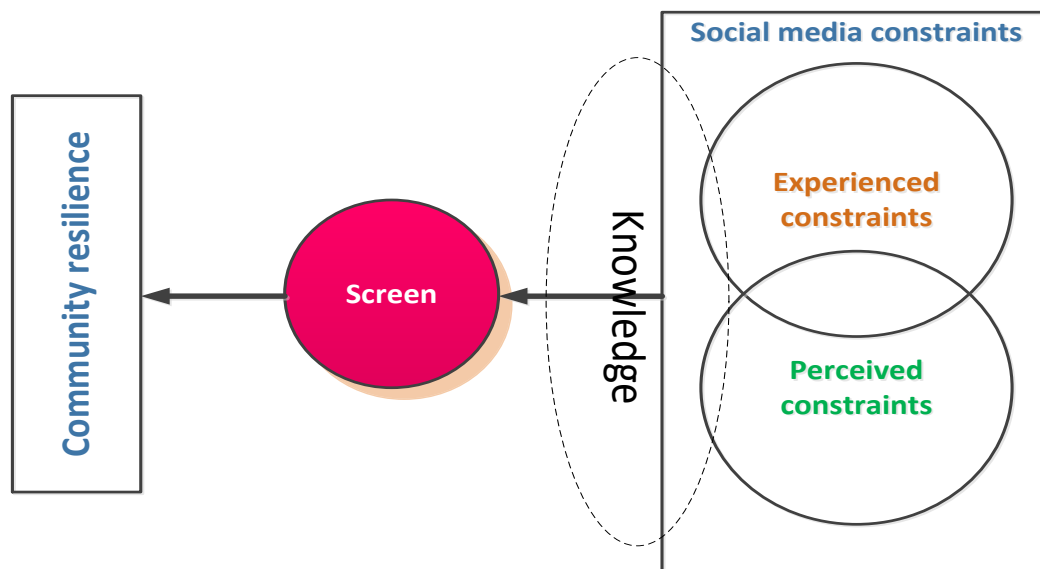 Social media constraints
Experienced
constraints
Perceived
constraints
Knowledge
Screen
Community resilience